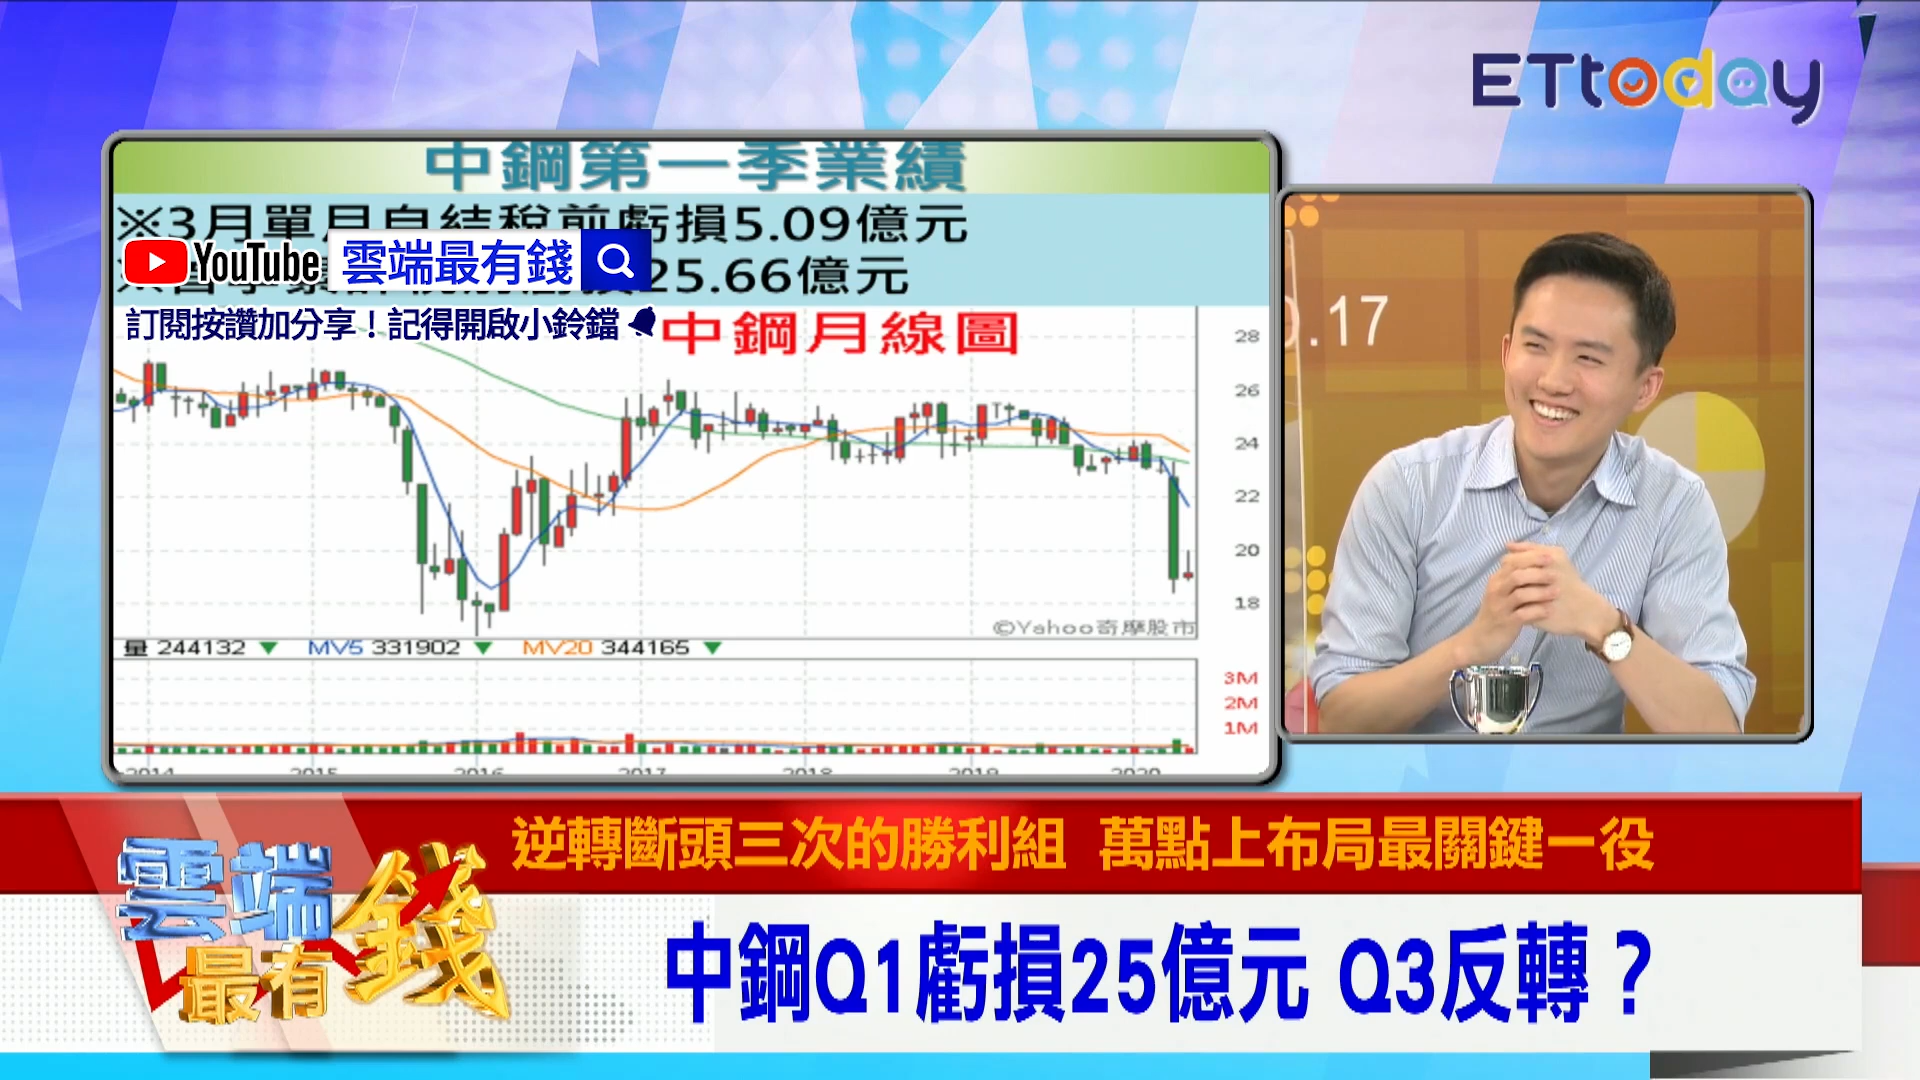 ETtoday
中鋼第一季業績
※3月單月自結稅前虧損5.09億元
25.66億元
YouTube 雲端最有錢
訂閱按讚加分享！記得開啟小鈴鐺
中鋼月線圖
28
26
24
22
20
18
©Yahoo奇摩股市
量 244132 ▼ MV5 331902 ▼ MV20 344165 ▼
3M
2M
1M
2014 2015 2016 2017 2018 2019 2020
.17
逆轉斷頭三次的勝利組 萬點上布局最關鍵一役
雲端最有錢
中鋼Q1虧損25億元 Q3反轉？